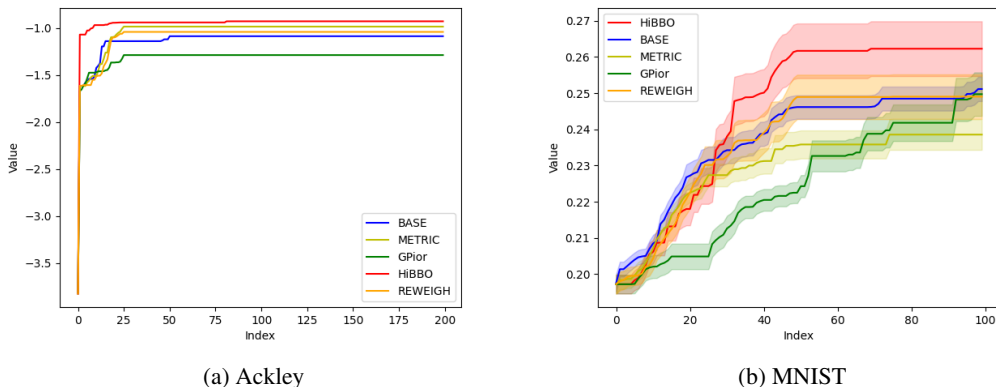 −1.0
−1.5
−2.0
−2.5
−3.0
−3.5
Value
0 25 50 75 100 125 150 175 200
Index
BASE
METRIC
GPior
HiBBO
REWEIGH
(a) Ackley
0.27
0.26
0.25
0.24
0.23
0.22
0.21
0.20
Value
0 20 40 60 80 100
Index
HiBBO
BASE
METRIC
GPior
REWEIGH
(b) MNIST